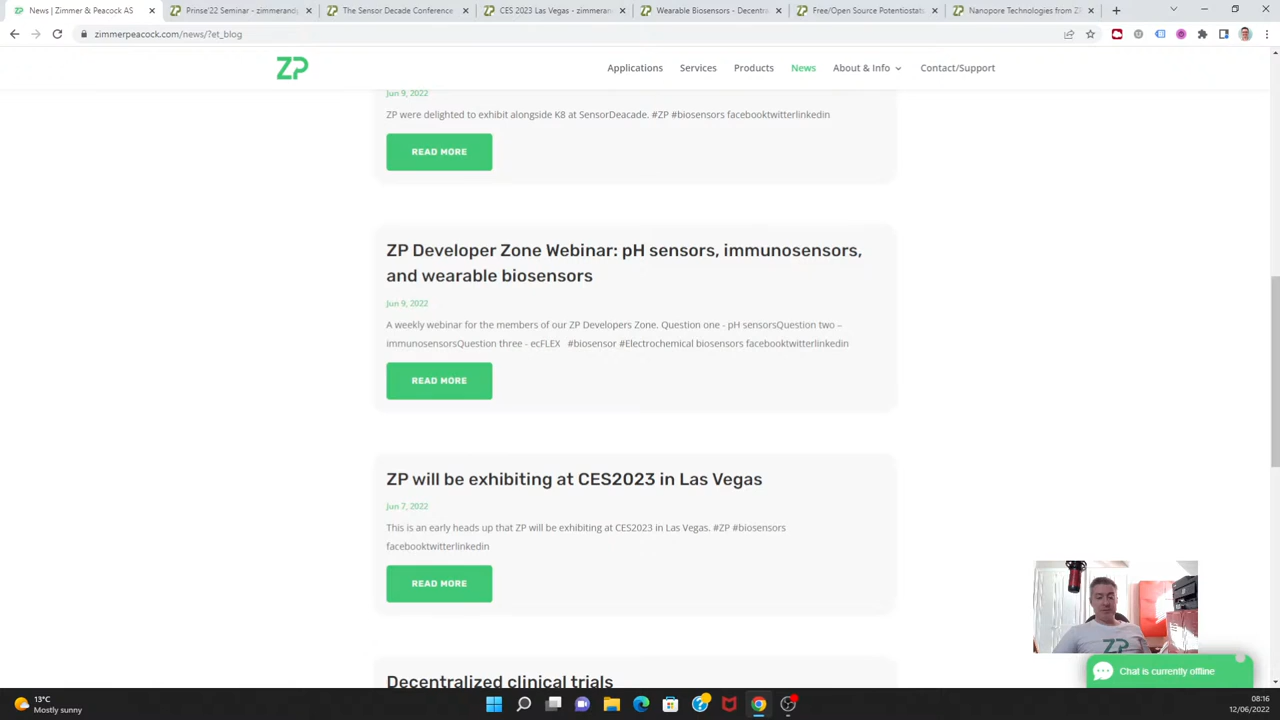 News | Zimmer & Peacock AS
Prinse'22 Seminar - zimmerand
The Sensor Decade Conference
CES 2022 Las Vegas - zimmeran
Wearable Biosensors - Decentra
Free/Open Source Potentiostats
Nanopore Technologies from Z
zimmerpeacock.com/news/?et_blog
ZP
Applications
Services
Products
News
About & Info
Contact/Support
Jun 9, 2022
ZP were delighted to exhibit alongside K8 at SensorDeacade. #ZP #biosensors facebooktwitterlinkedin
READ MORE
ZP Developer Zone Webinar: pH sensors, immunosensors,
and wearable biosensors
Jun 9, 2022
A weekly webinar for the members of our ZP Developers Zone. Question one - pH sensorsQuestion two –
immunosensorsQuestion three - ecFLEX #biosensor #Electrochemical biosensors facebooktwitterlinkedin
READ MORE
ZP will be exhibiting at CES2023 in Las Vegas
Jun 7, 2022
This is an early heads up that ZP will be exhibiting at CES2023 in Las Vegas. #ZP #biosensors
facebooktwitterlinkedin
READ MORE
Decentralized clinical trials
ZP
Chat is currently offline
13°C
Mostly sunny
08:16
12/06/2022